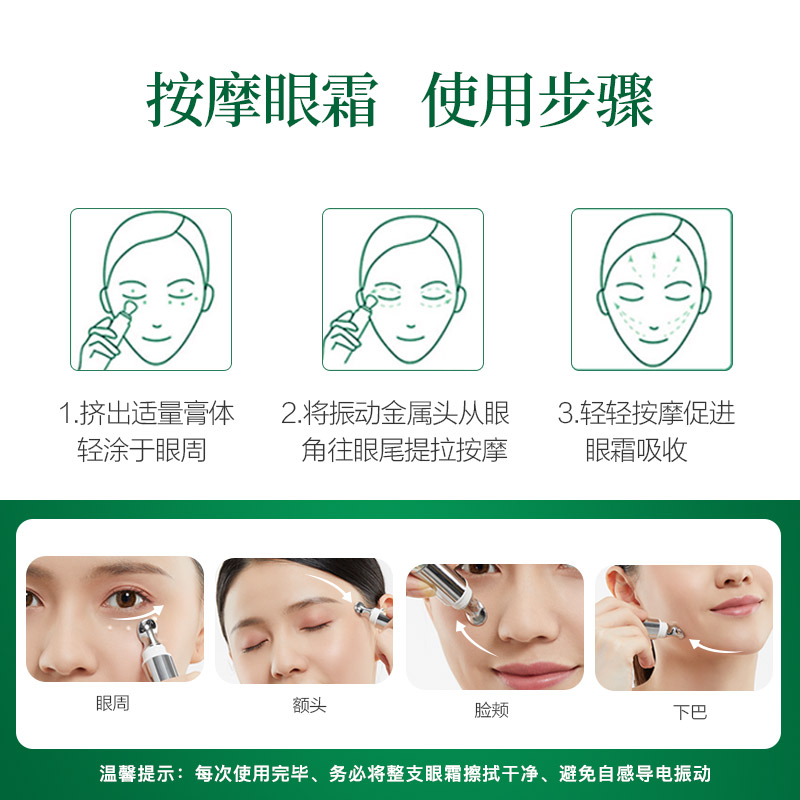 按摩眼霜 使用步骤
1.挤出适量膏体
轻涂于眼周
2.将振动金属头从眼
角往眼尾提拉按摩
3.轻轻按摩促进
眼霜吸收
眼周
额头
脸颊
下巴
温馨提示：每次使用完毕、务必将整支眼霜擦拭干净、避免自感导电振动